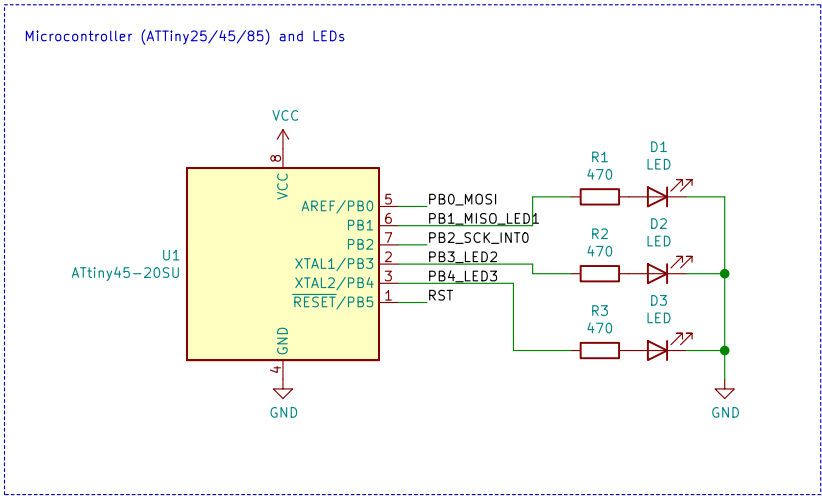 Microcontroller (ATTiny25/45/85) and LEDs
VCC
8
VCC
U1
ATtiny45-20SU
AREF/PB0
5
PB0_MOSI
PB1
6
PB1_MISO_LED1
PB2
7
PB2_SCK_INT0
XTAL1/PB3
2
PB3_LED2
XTAL2/PB4
3
PB4_LED3
RESET/PB5
1
RST
GND
4
GND
R1
470
D1
LED
R2
470
D2
LED
R3
470
D3
LED
GND